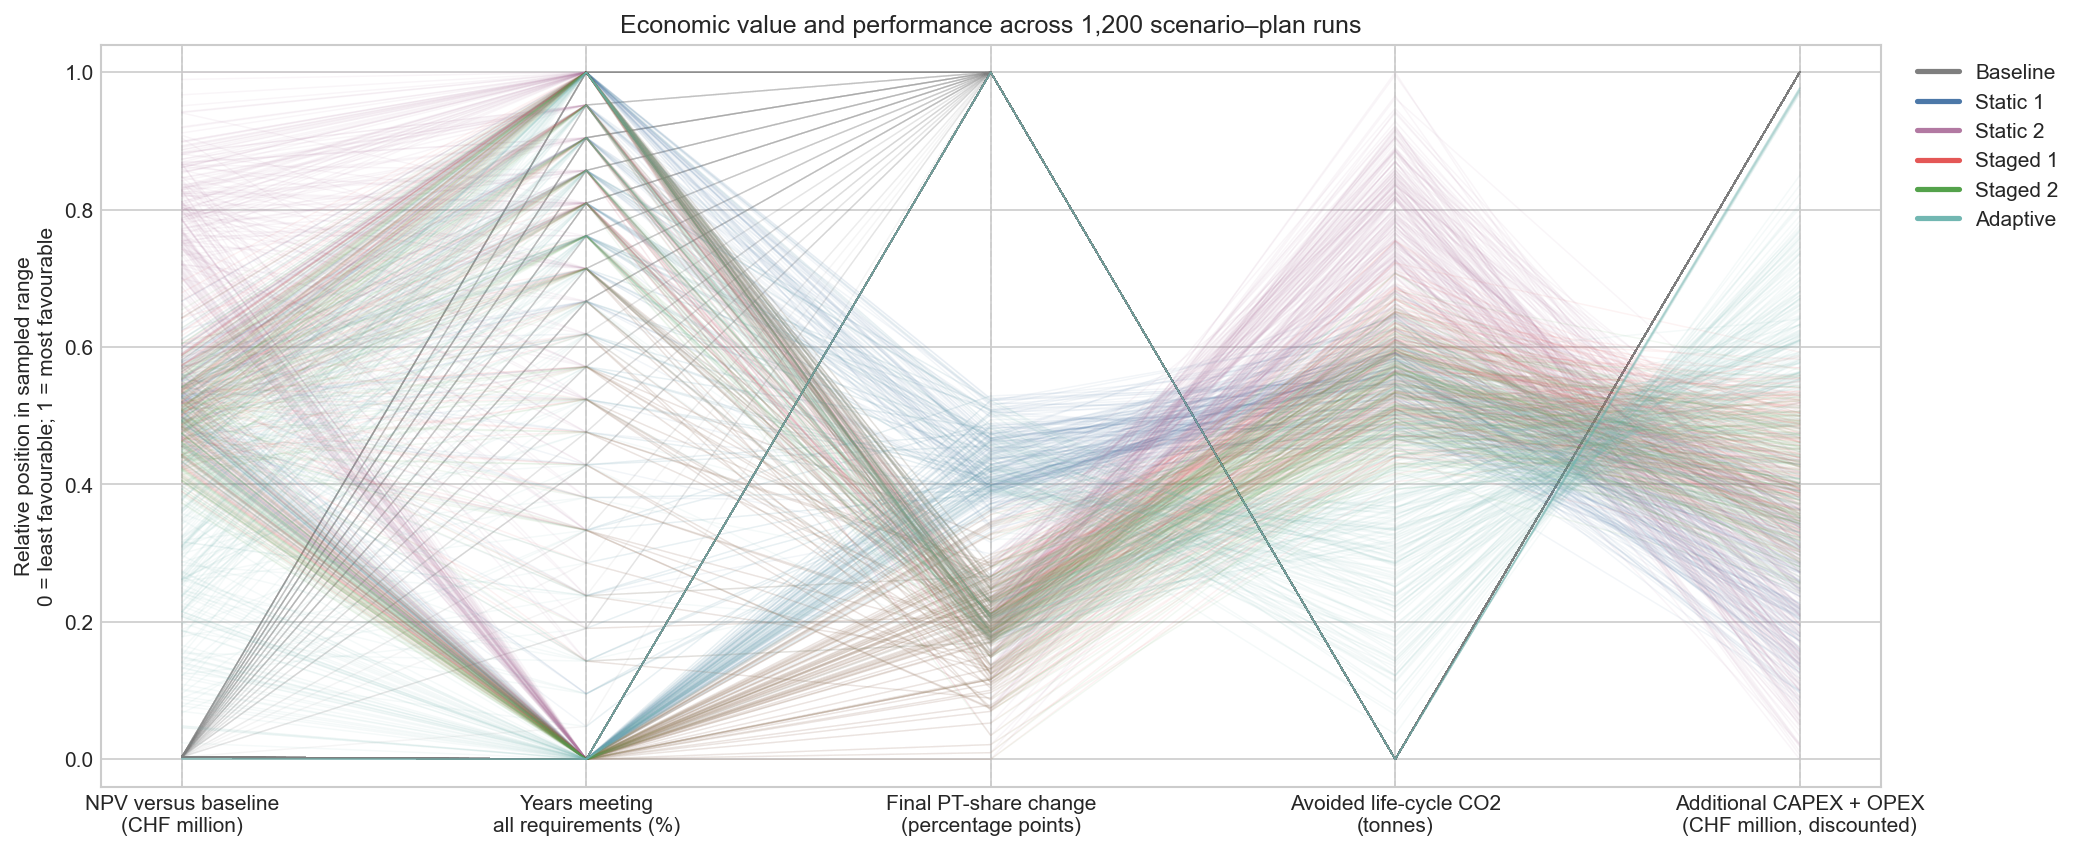 Economic value and performance across 1,200 scenario–plan runs
Relative position in sampled range
0 = least favourable; 1 = most favourable
1.0
0.8
0.6
0.4
0.2
0.0
NPV versus baseline
(CHF million)
Years meeting
all requirements (%)
Final PT-share change
(percentage points)
Avoided life-cycle CO2
(tonnes)
Additional CAPEX + OPEX
(CHF million, discounted)
Baseline
Static 1
Static 2
Staged 1
Staged 2
Adaptive